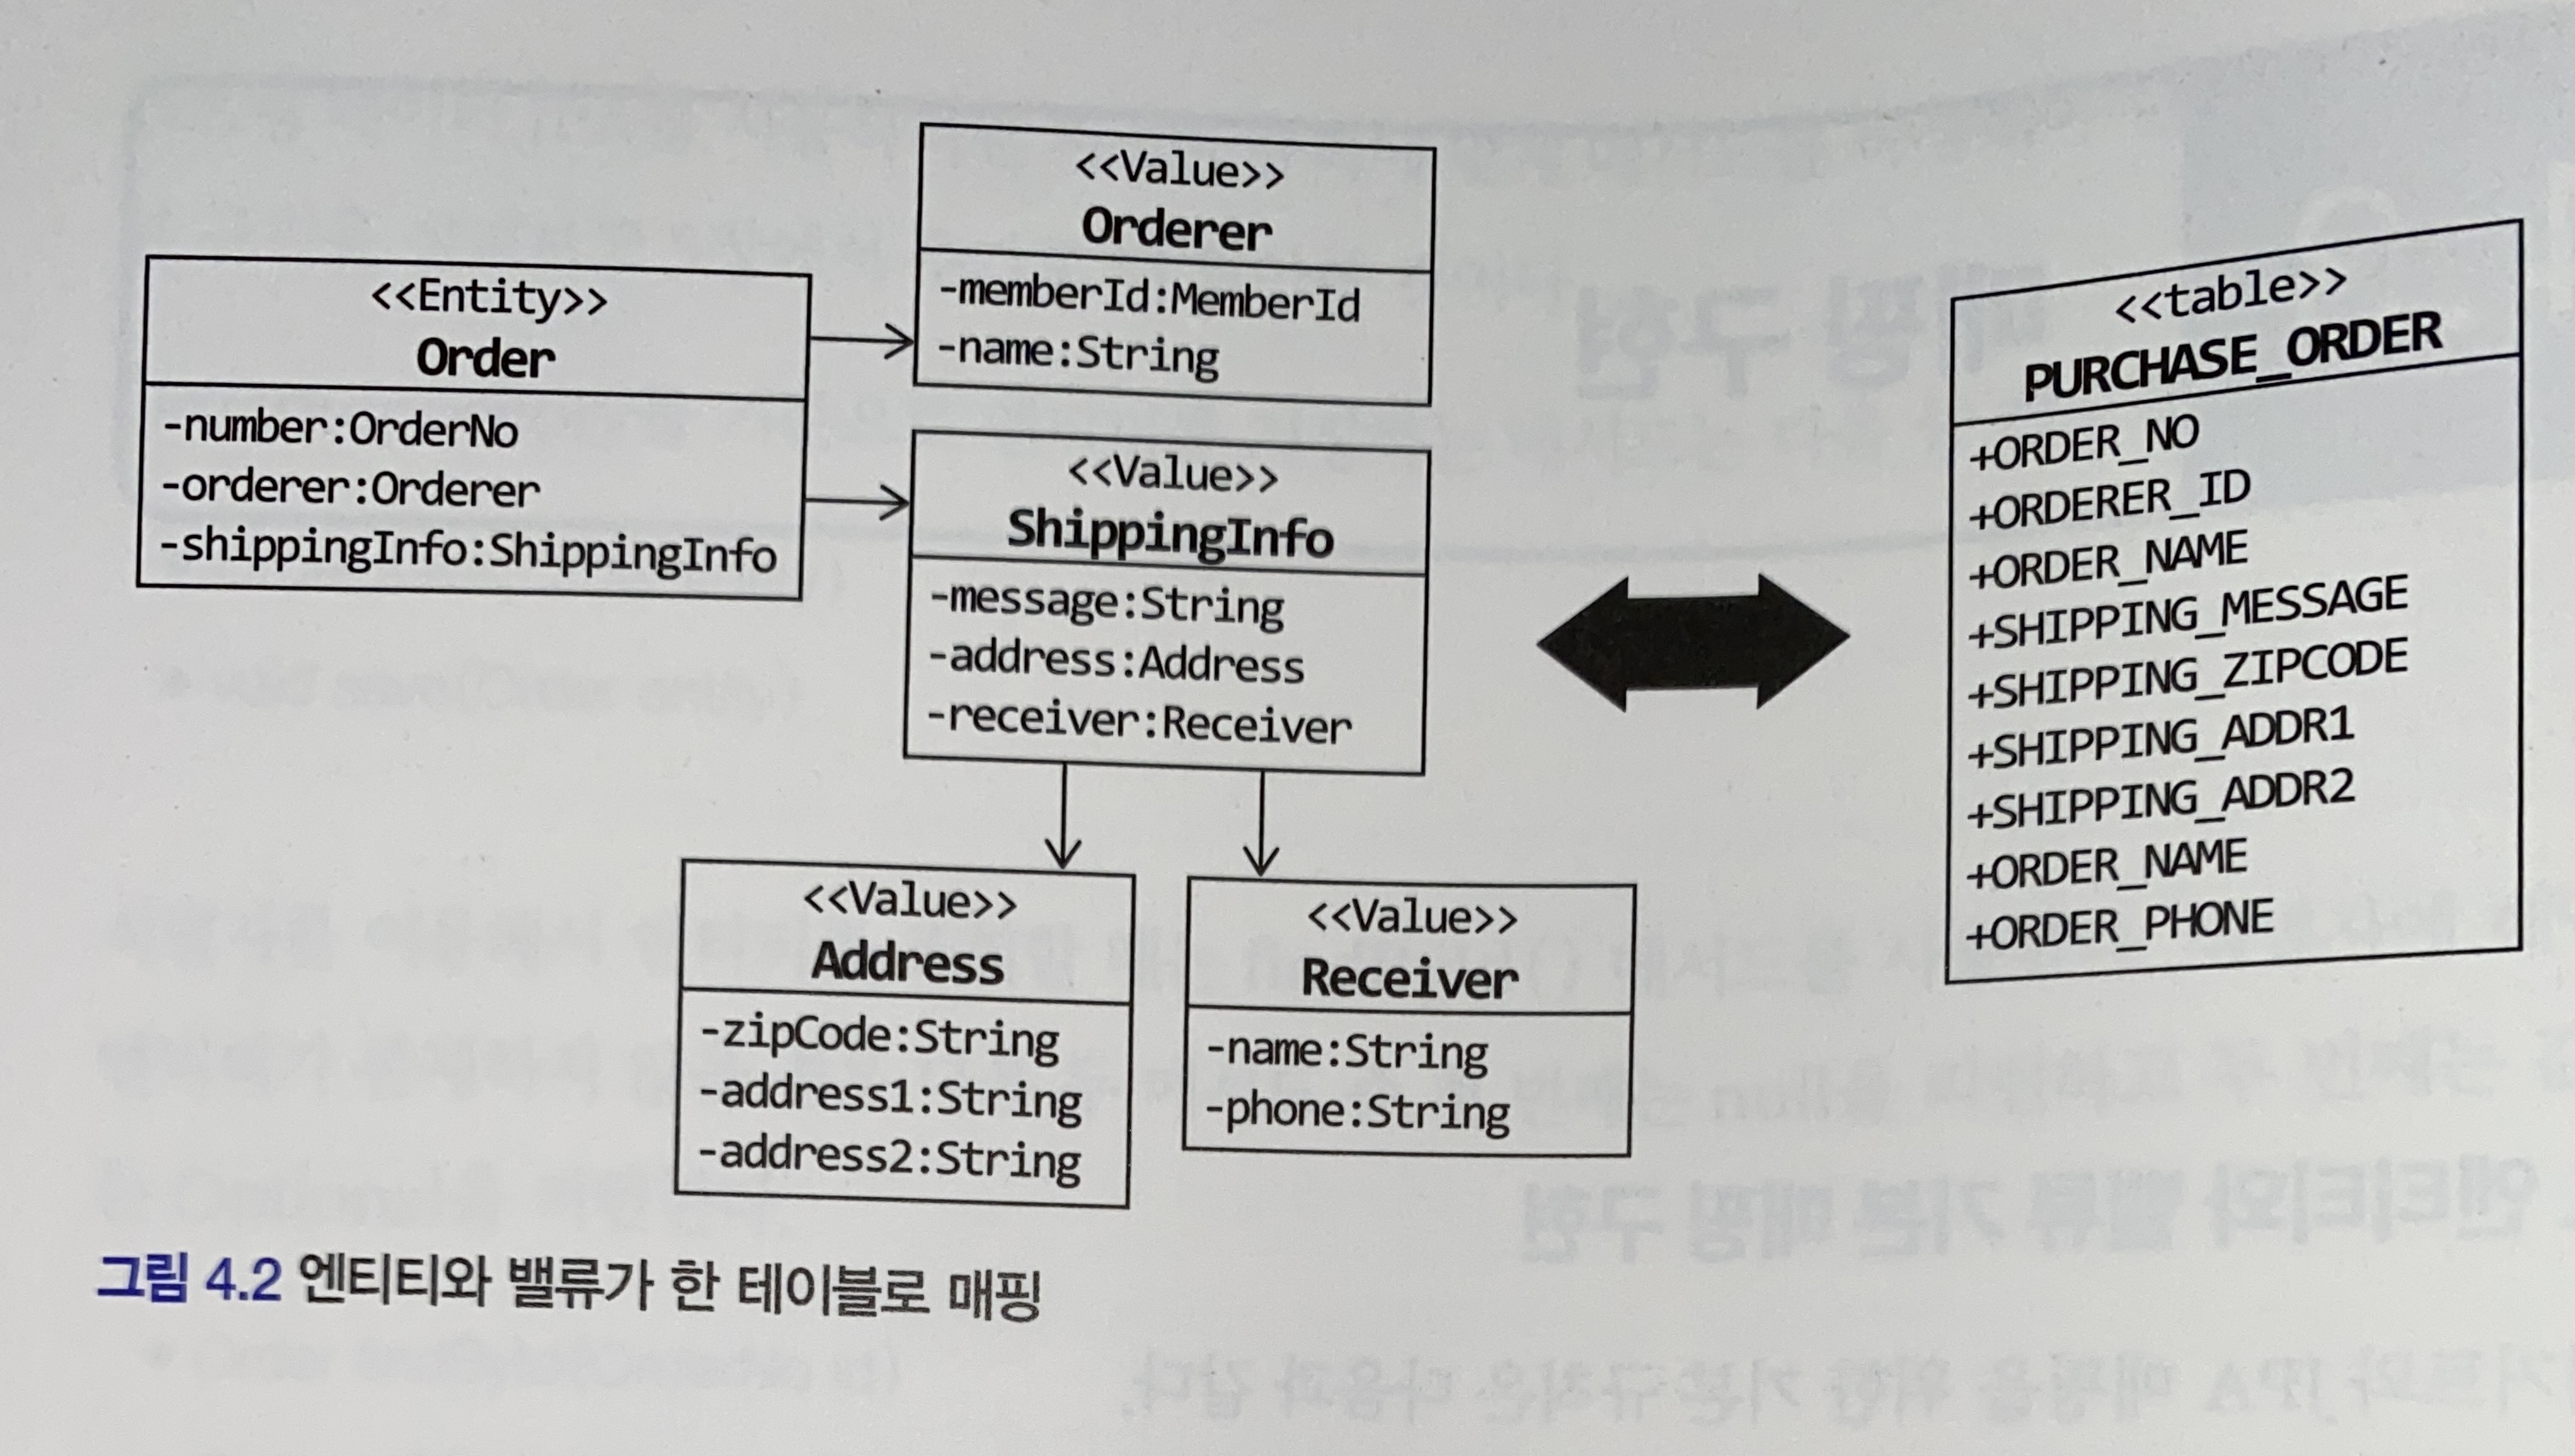 <<Entity>>
Order
-number:OrderNo
-orderer:Orderer
-shippingInfo:ShippingInfo
<<Value>>
Orderer
-memberId:MemberId
-name:String
<<Value>>
ShippingInfo
-message:String
-address:Address
-receiver:Receiver
<<Value>>
Address
-zipCode:String
-address1:String
-address2:String
<<Value>>
Receiver
-name:String
-phone:String
<<table>>
PURCHASE_ORDER
+ORDER_NO
+ORDERER_ID
+ORDER_NAME
+SHIPPING_MESSAGE
+SHIPPING_ZIPCODE
+SHIPPING_ADDR1
+SHIPPING_ADDR2
+ORDER_NAME
+ORDER_PHONE
그림 4.2 엔티티와 밸류가 한 테이블로 매핑